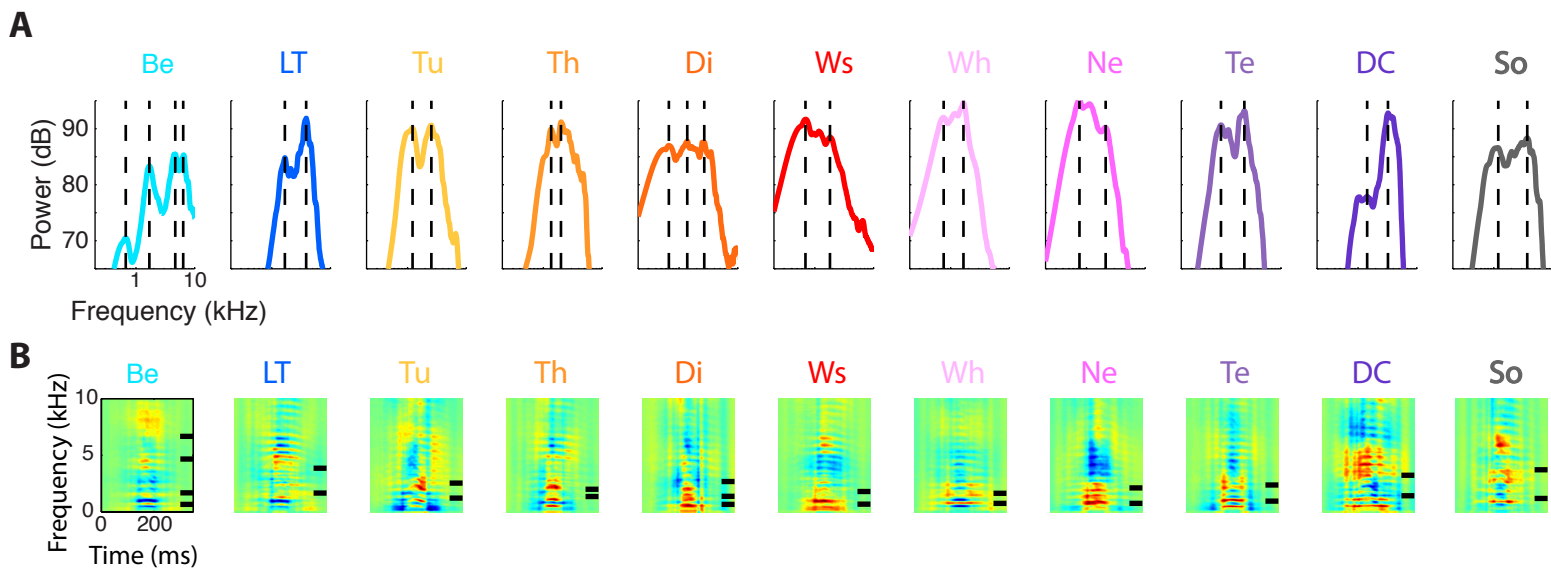 A
Be LT Tu Th Di Ws Wh Ne Te DC So
Power (dB)
90
80
70
1 10
Frequency (kHz)
B
Be LT Tu Th Di Ws Wh Ne Te DC So
Frequency (kHz)
10
5
0
0 200
Time (ms)